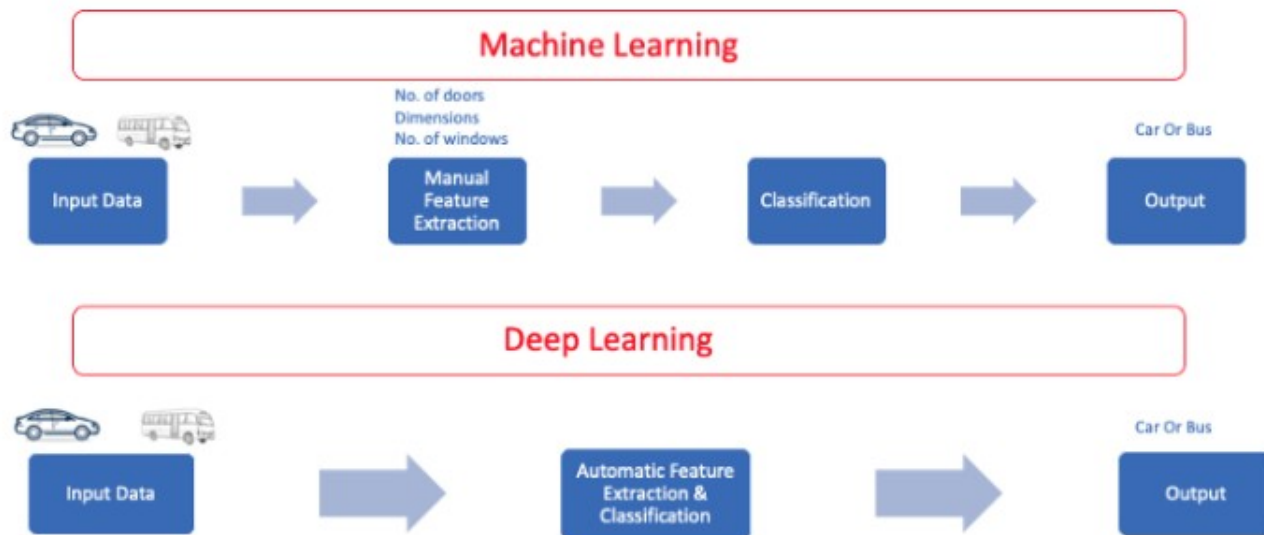 Machine Learning
No. of doors
Dimensions
No. of windows
Car Or Bus
Input Data
Manual
Feature
Extraction
Classification
Output
Deep Learning
Car Or Bus
Input Data
Automatic Feature
Extraction &
Classification
Output